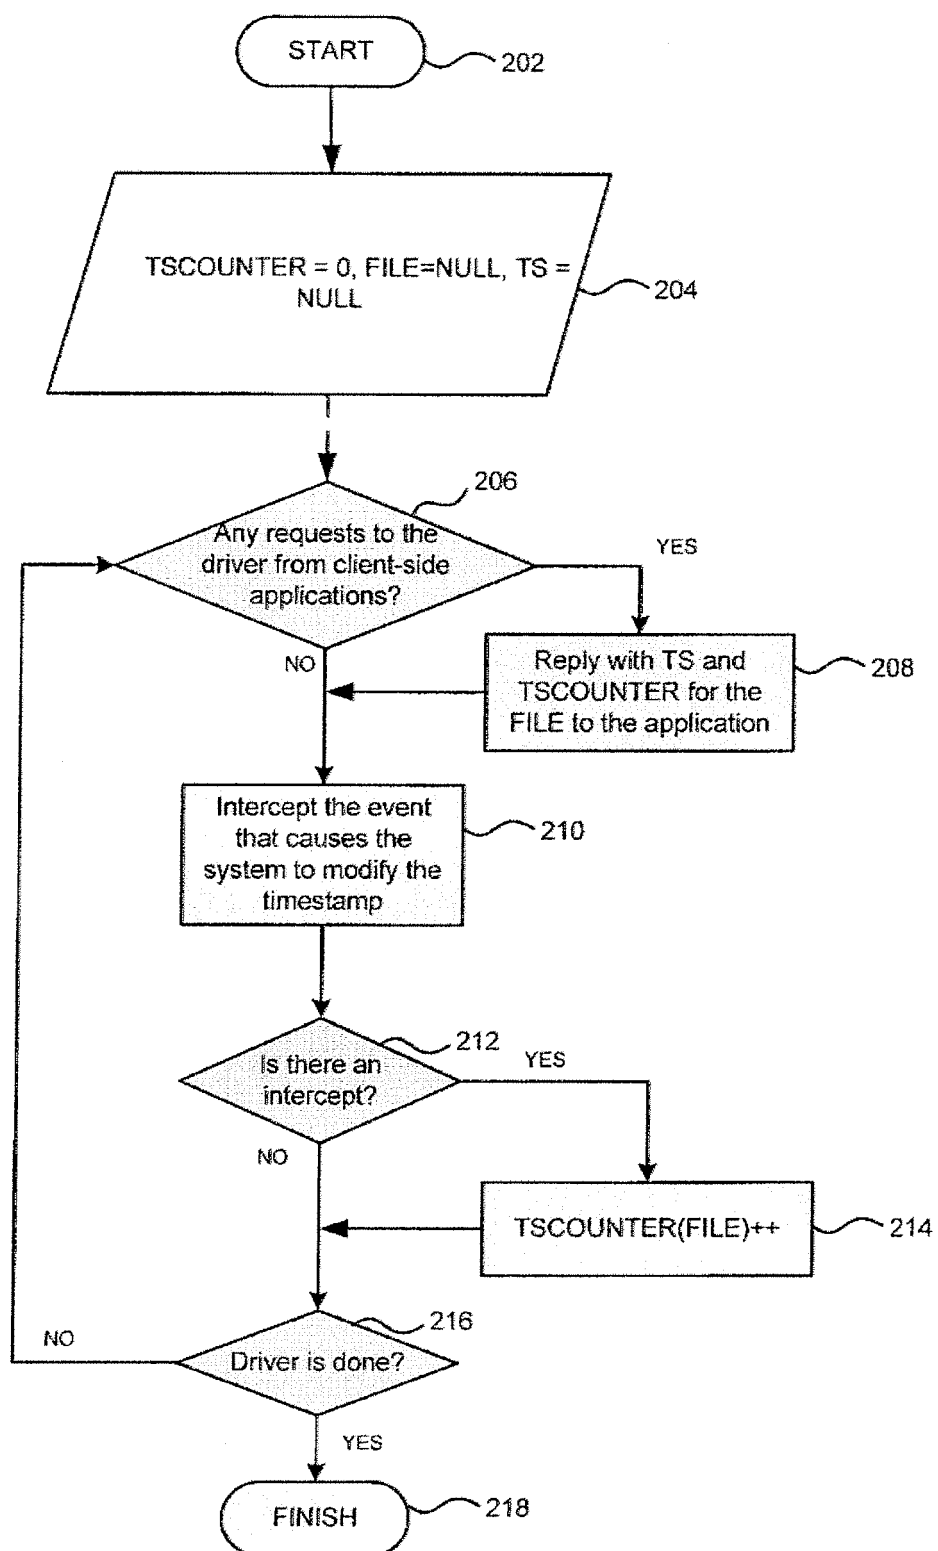 START
202
TSCOUNTER = 0, FILE=NULL, TS =
NULL
204
206
Any requests to the
driver from client-side
applications?
YES
NO
Reply with TS and
TSCOUNTER for the
FILE to the application
208
Intercept the event
that causes the
system to modify the
timestamp
210
212
Is there an
intercept?
YES
NO
TSCOUNTER(FILE)++
214
216
Driver is done?
NO
YES
FINISH
218